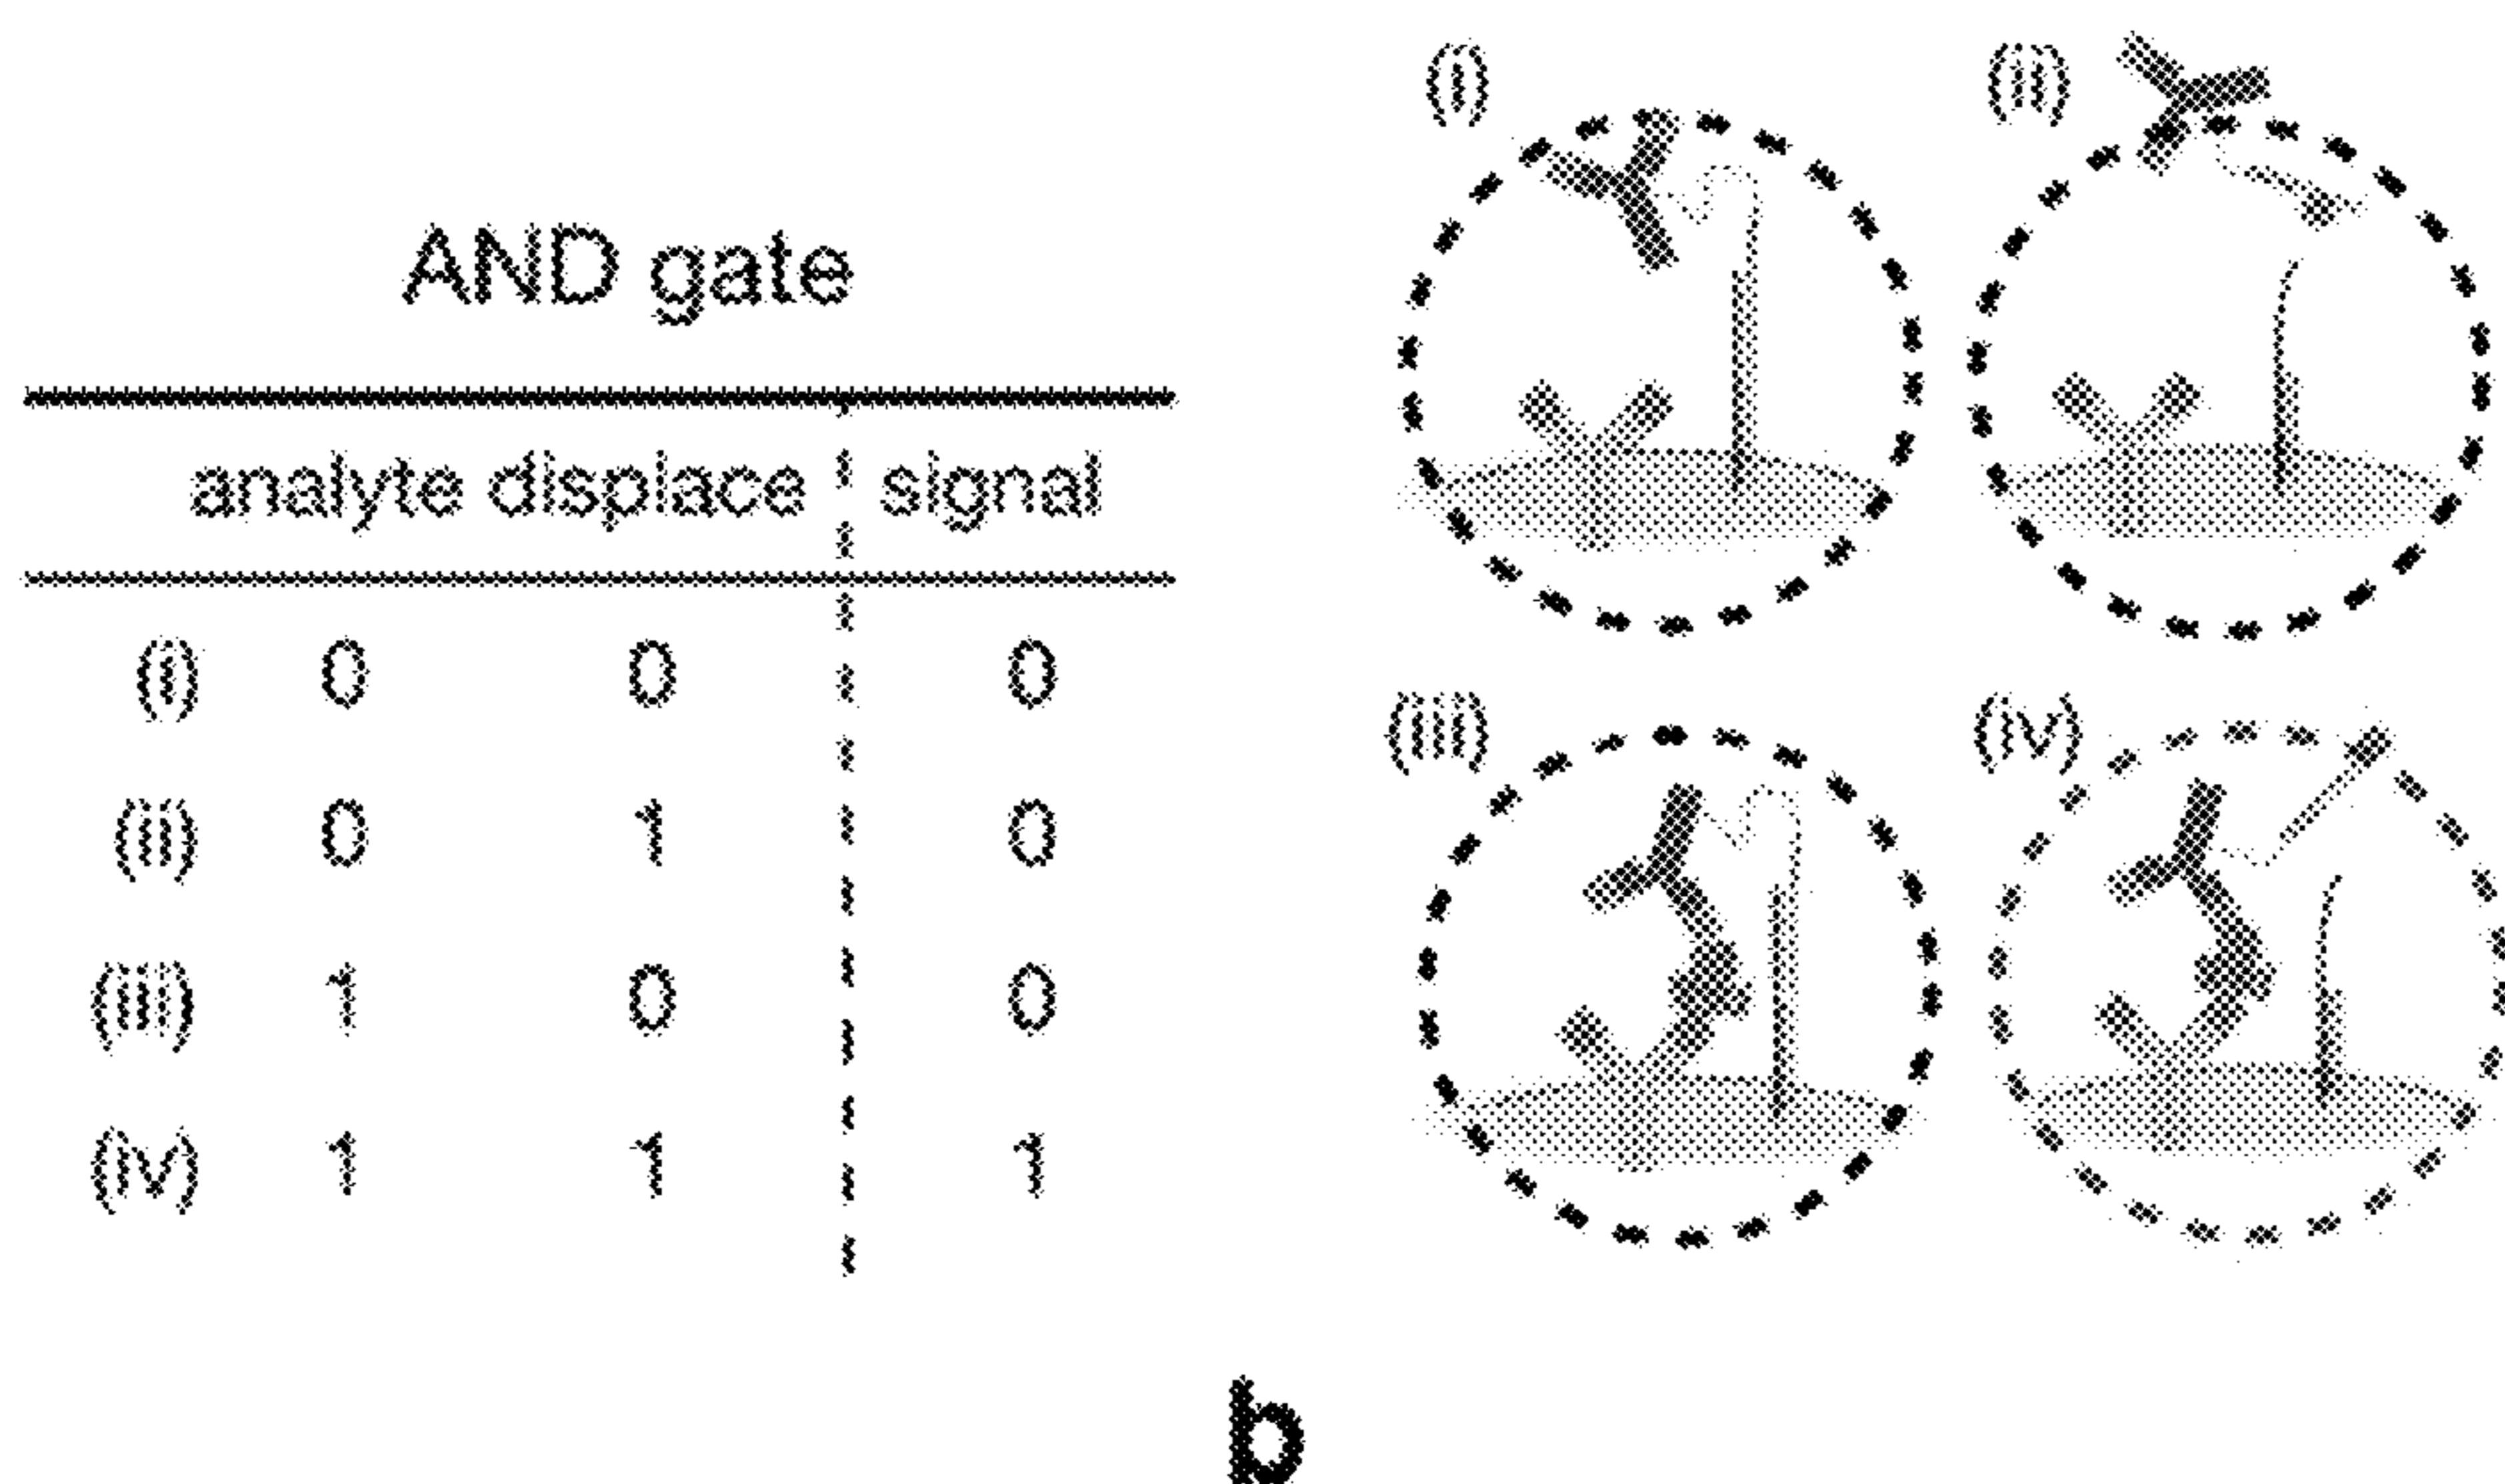 AND gate
analyte displace signal
(i) 0 0 0
(ii) 0 1 0
(iii) 1 0 0
(iv) 1 1 1
(i) (ii)
(iii) (iv)
b